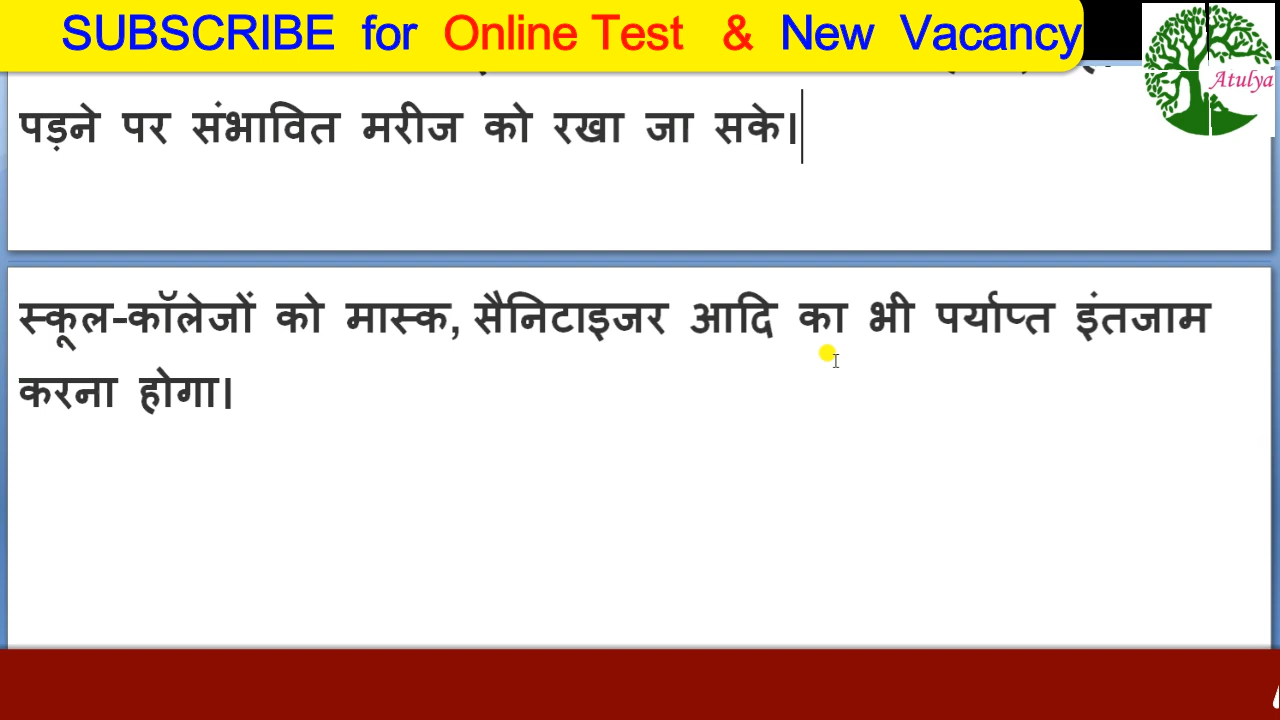 SUBSCRIBE for Online Test & New Vacancy
Atulya
पड़ने पर संभावित मरीज को रखा जा सके।
स्कूल-कॉलेजों को मास्क, सैनिटाइजर आदि का भी पर्याप्त इंतजाम
करना होगा।